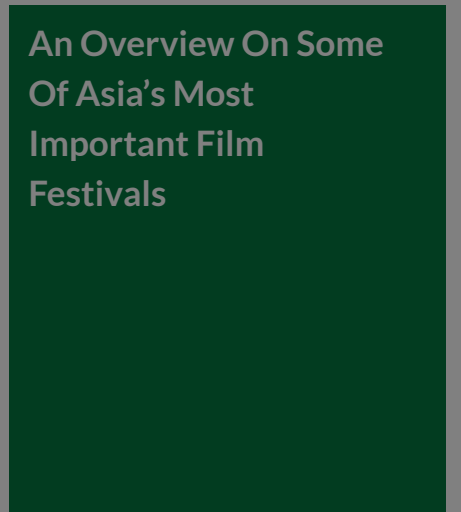 An Overview On Some
Of Asia’s Most
Important Film
Festivals